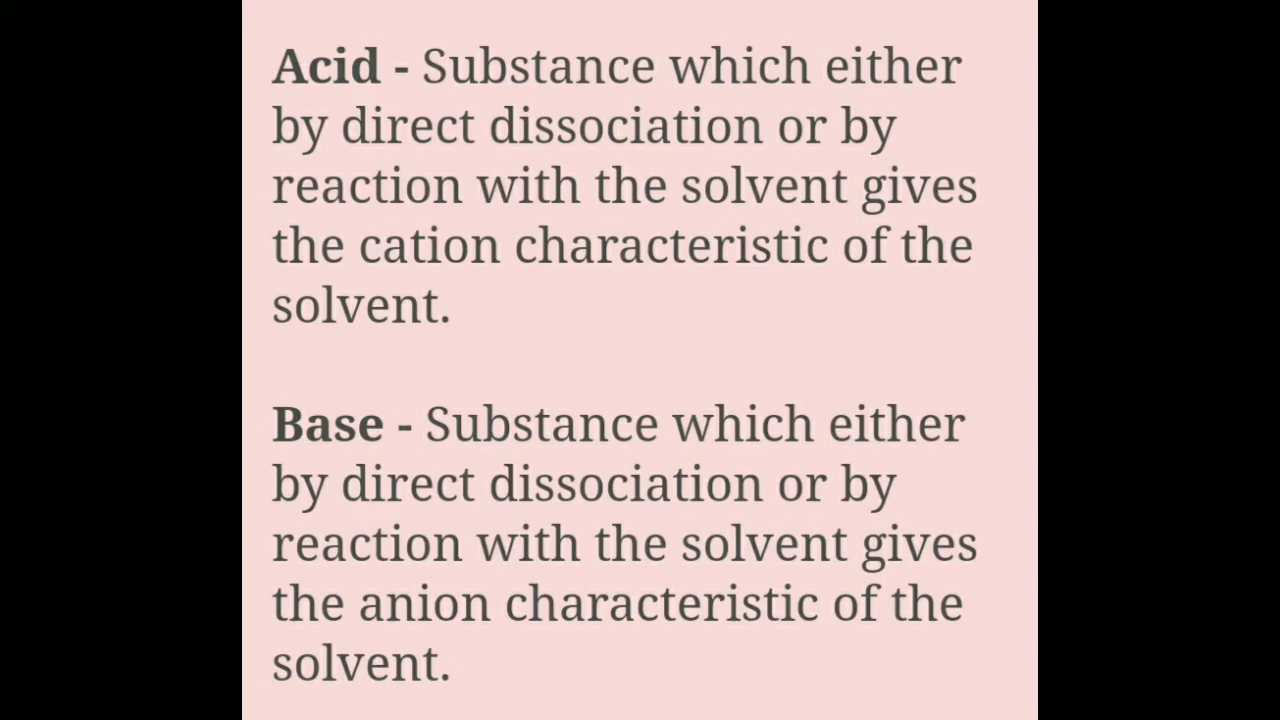 Acid - Substance which either
by direct dissociation or by
reaction with the solvent gives
the cation characteristic of the
solvent.
Base - Substance which either
by direct dissociation or by
reaction with the solvent gives
the anion characteristic of the
solvent.